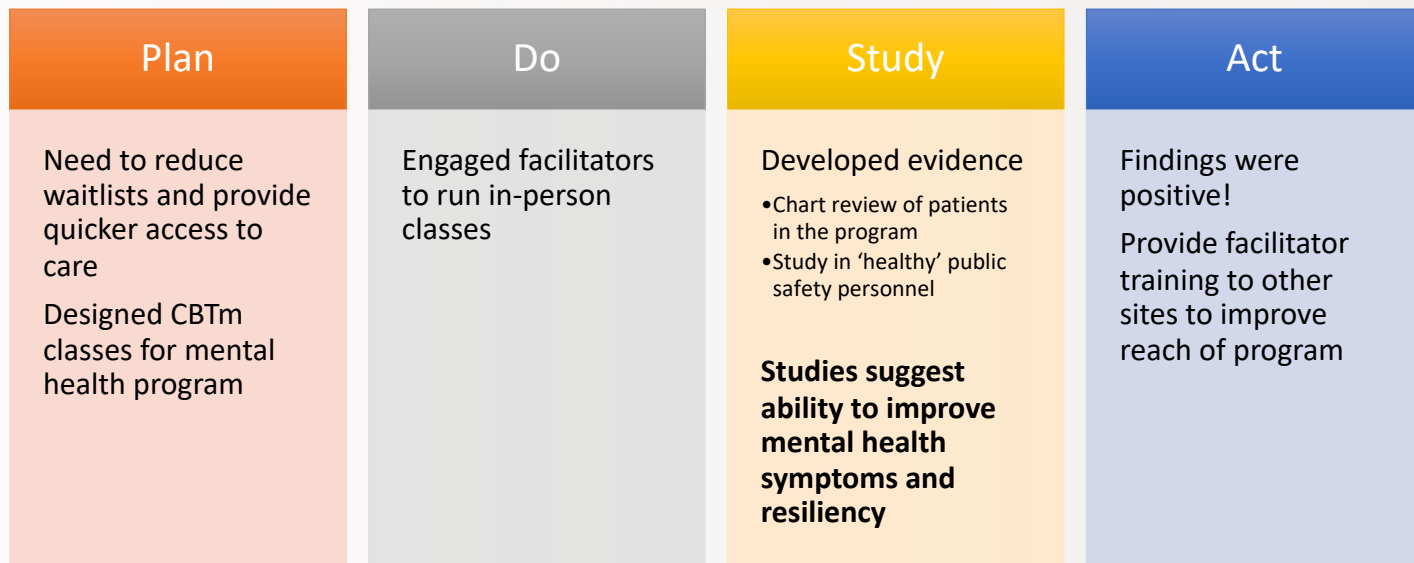 Plan
Need to reduce
waitlists and provide
quicker access to
care
Designed CBTm
classes for mental
health program
Do
Engaged facilitators
to run in-person
classes
Study
Developed evidence
•Chart review of patients
in the program
•Study in ‘healthy’ public
safety personnel
Studies suggest
ability to improve
mental health
symptoms and
resiliency
Act
Findings were
positive!
Provide facilitator
training to other
sites to improve
reach of program